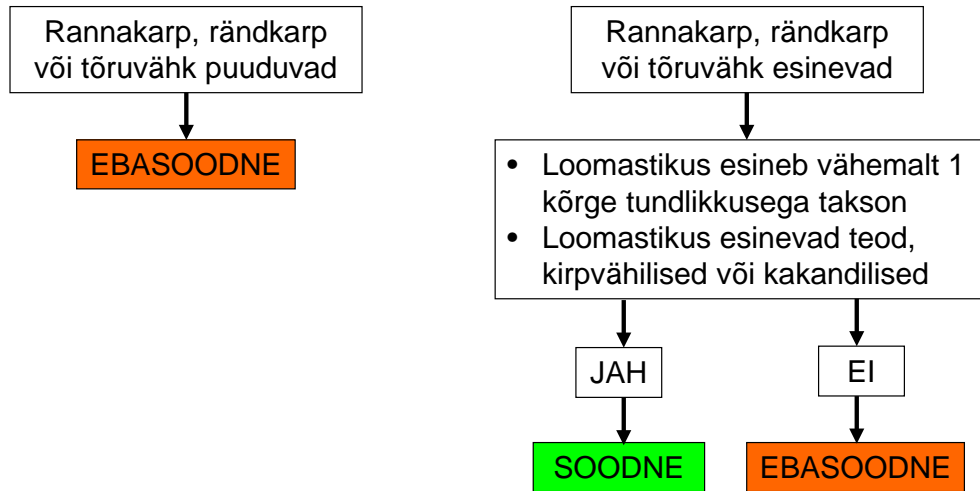 Rannakarp, rändkarp
või tõruvähk puuduvad
EBASOODNE
Rannakarp, rändkarp
või tõruvähk esinevad
• Loomastikus esineb vähemalt 1
kõrge tundlikkusega takson
• Loomastikus esinevad teod,
kirpvähilised või kakandilised
JAH
EI
SOODNE
EBASOODNE